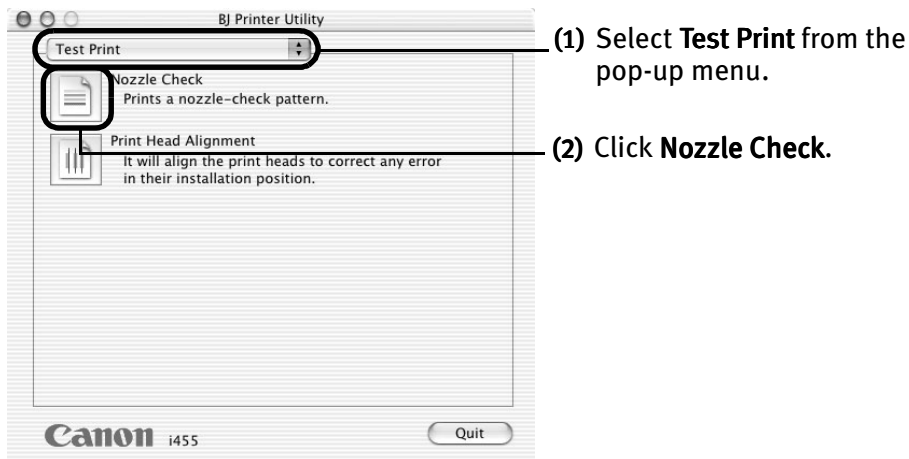 BJ Printer Utility
Test Print
Nozzle Check
Prints a nozzle-check pattern.
Print Head Alignment
It will align the print heads to correct any error
in their installation position.
Canon i455
Quit
(1) Select Test Print from the
pop-up menu.
(2) Click Nozzle Check.